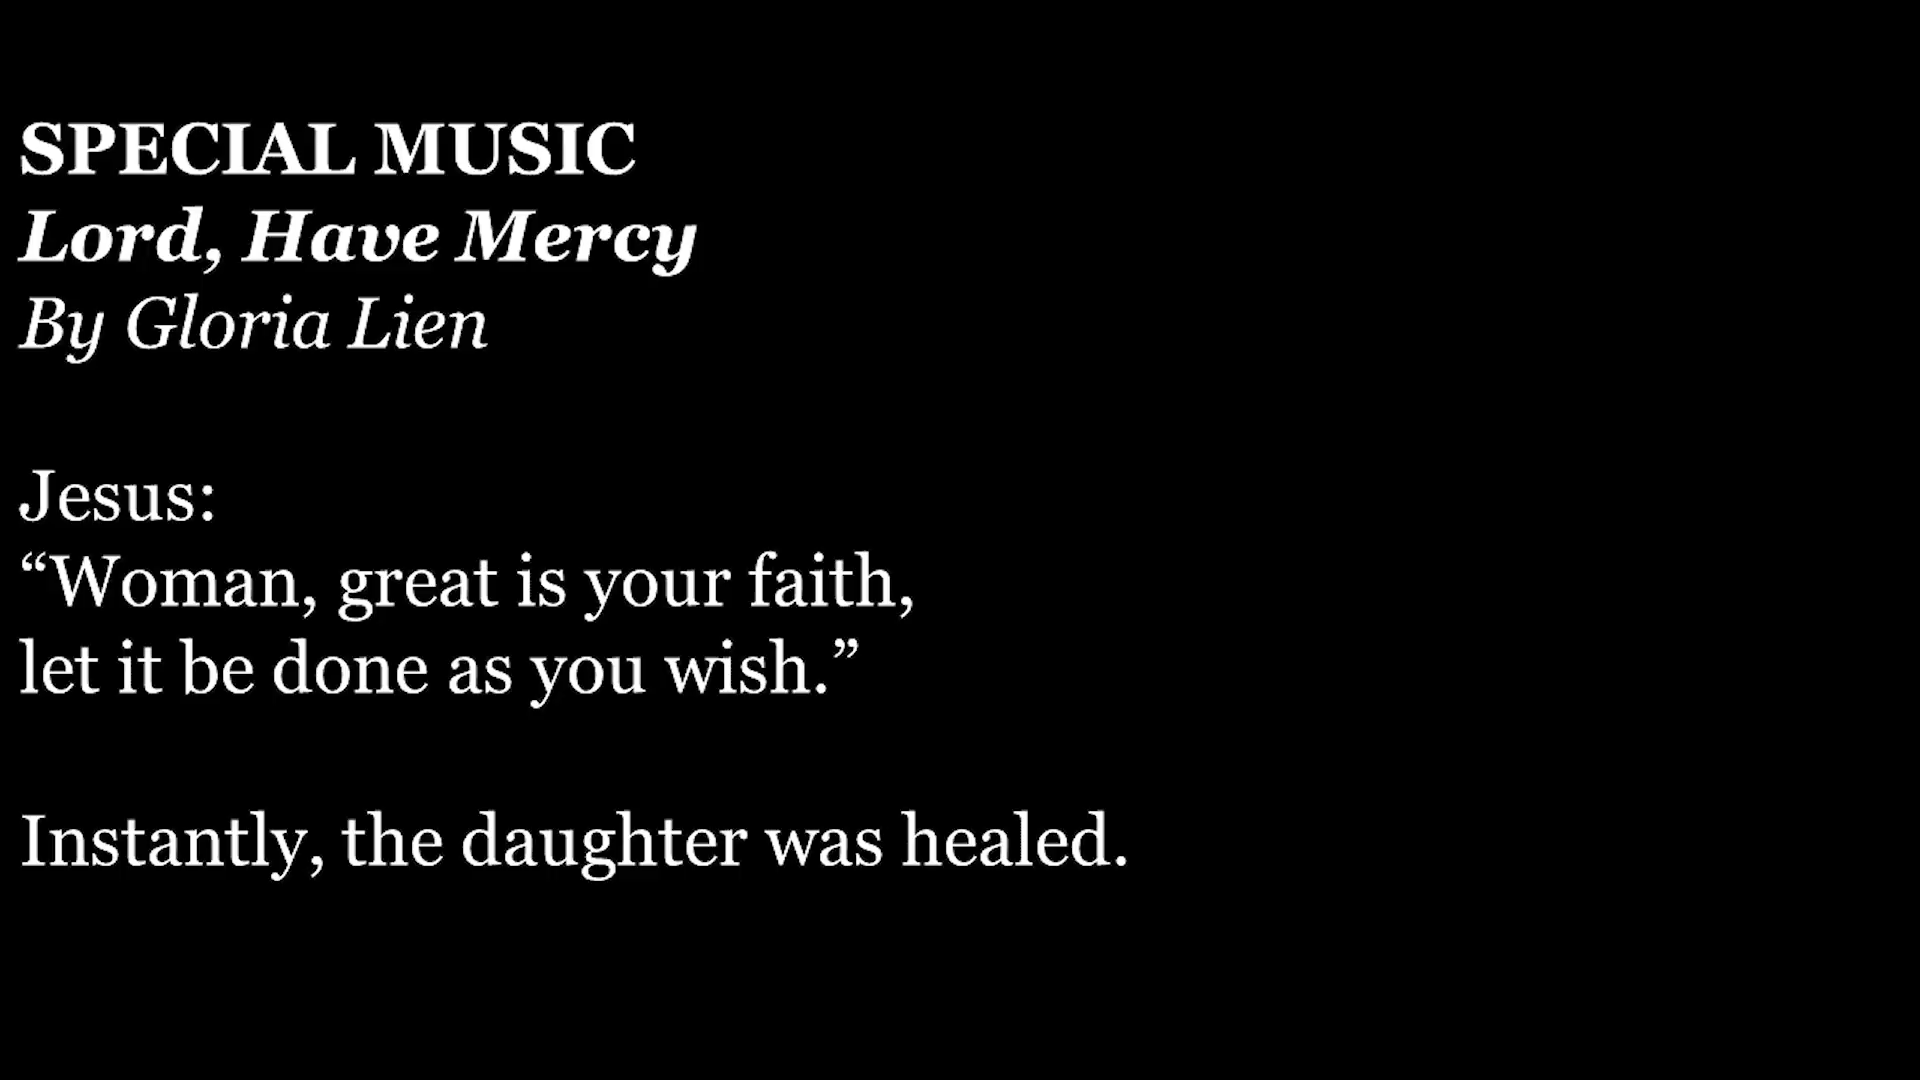 SPECIAL MUSIC
Lord, Have Mercy
By Gloria Lien
Jesus:
“Woman, great is your faith,
let it be done as you wish.”
Instantly, the daughter was healed.